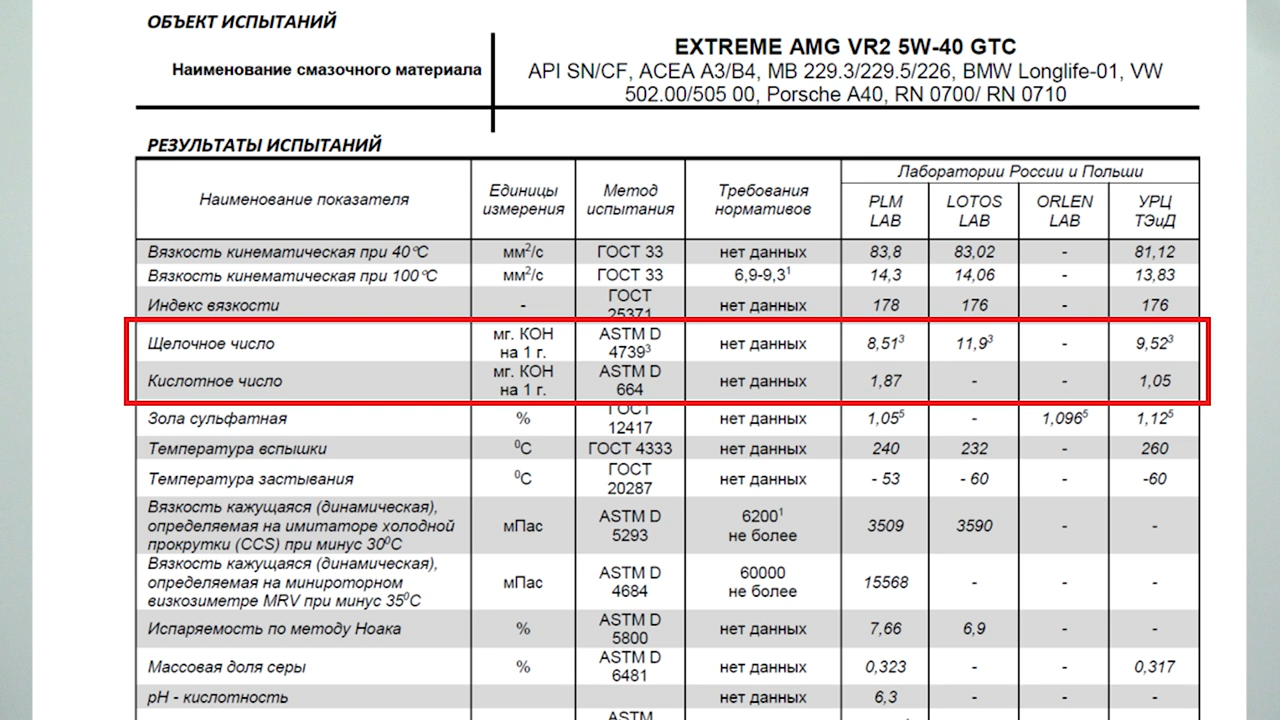 ОБЪЕКТ ИСПЫТАНИЙ
Наименование смазочного материала
EXTREME AMG VR2 5W-40 GTC
API SN/CF, ACEA A3/B4, MB 229.3/229.5/226, BMW Longlife-01, VW
502.00/505 00, Porsche A40, RN 0700/ RN 0710
РЕЗУЛЬТАТЫ ИСПЫТАНИЙ
Наименование показателя
Единицы
измерения
Метод
испытания
Требования
нормативов
Лаборатории России и Польши
PLM
LAB
LOTOS
LAB
ORLEN
LAB
УРЦ
ТЭиД
Вязкость кинематическая при 40°С мм²/с ГОСТ 33 нет данных 83,8 83,02 - 81,12
Вязкость кинематическая при 100°С мм²/с ГОСТ 33 6,9-9,3¹ 14,3 14,06 - 13,83
Индекс вязкости - ГОСТ
25371 нет данных 178 176 - 176
Щелочное число мг. КОН
на 1 г. ASTM D
4739³ нет данных 8,51³ 11,9³ - 9,52³
Кислотное число мг. КОН
на 1 г. ASTM D
664 нет данных 1,87 - - 1,05
Зола сульфатная % ГОСТ
12417 нет данных 1,05⁵ - 1,096⁵ 1,12⁵
Температура вспышки ⁰С ГОСТ 4333 нет данных 240 232 - 260
Температура застывания ⁰С ГОСТ
20287 нет данных - 53 - 60 - -60
Вязкость кажущаяся (динамическая),
определяемая на имитаторе холодной
прокрутки (CCS) при минус 30⁰С мПас ASTM D
5293 6200¹
не более 3509 3590 - -
Вязкость кажущаяся (динамическая),
определяемая на минироторном
визкозиметре MRV при минус 35⁰С мПас ASTM D
4684 60000
не более 15568 - - -
Испаряемость по методу Ноака % ASTM D
5800 нет данных 7,66 6,9 - -
Массовая доля серы % ASTM D
6481 нет данных 0,323 - - 0,317
pH - кислотность нет данных 6,3 - - -
ASTM